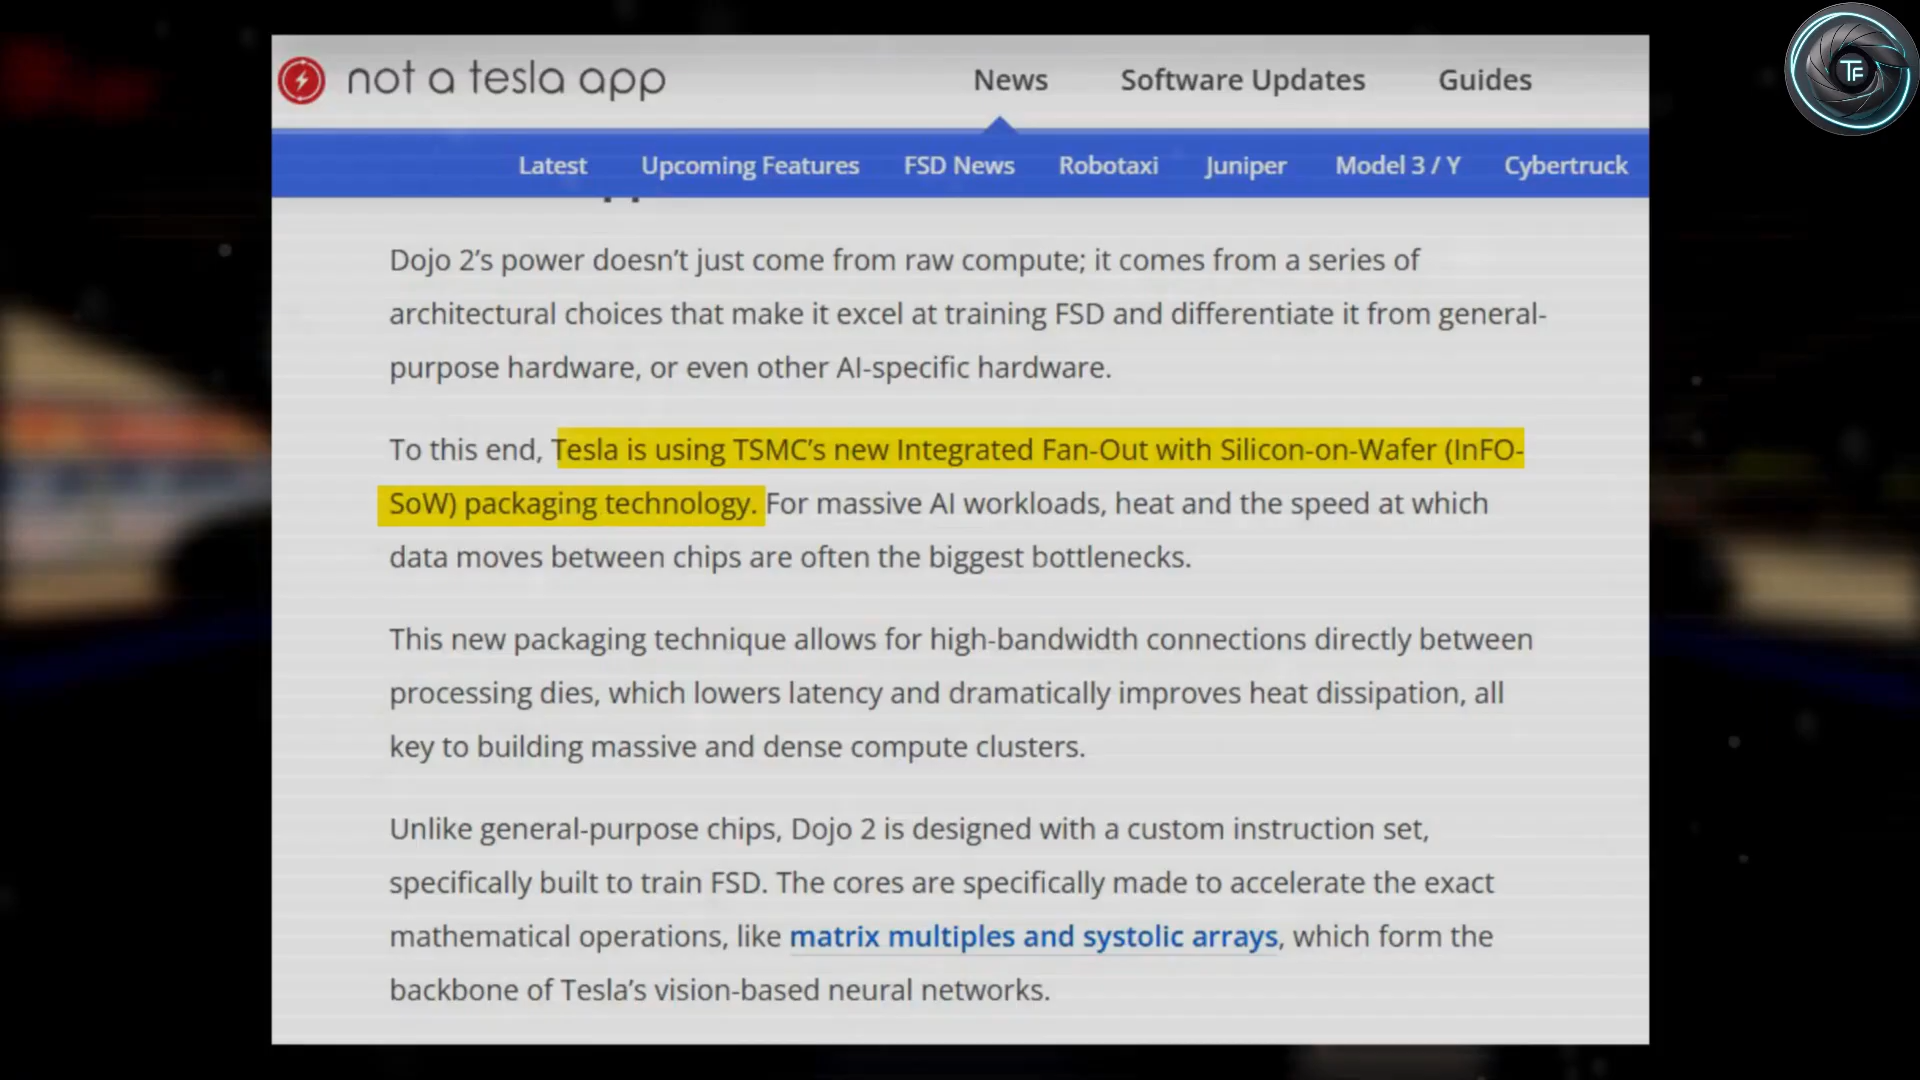 not a tesla app
News
Software Updates
Guides
TF
Latest
Upcoming Features
FSD News
Robotaxi
Juniper
Model 3 / Y
Cybertruck
Dojo 2’s power doesn’t just come from raw compute; it comes from a series of
architectural choices that make it excel at training FSD and differentiate it from general-
purpose hardware, or even other AI-specific hardware.
To this end, Tesla is using TSMC’s new Integrated Fan-Out with Silicon-on-Wafer (InFO-
SoW) packaging technology. For massive AI workloads, heat and the speed at which
data moves between chips are often the biggest bottlenecks.
This new packaging technique allows for high-bandwidth connections directly between
processing dies, which lowers latency and dramatically improves heat dissipation, all
key to building massive and dense compute clusters.
Unlike general-purpose chips, Dojo 2 is designed with a custom instruction set,
specifically built to train FSD. The cores are specifically made to accelerate the exact
mathematical operations, like matrix multiples and systolic arrays, which form the
backbone of Tesla’s vision-based neural networks.